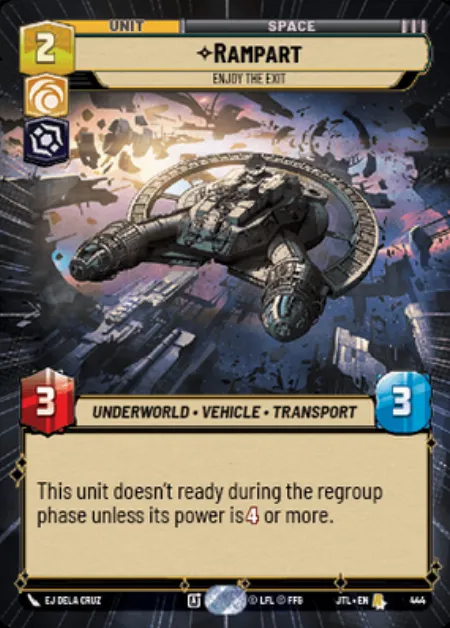 2
UNIT
SPACE
RAMPART
ENJOY THE EXIT
3
UNDERWORLD • VEHICLE • TRANSPORT
3
This unit doesn't ready during the regroup
phase unless its power is 4 or more.
EJ DELA CRUZ
© LFL © FFG
JTL • EN
444